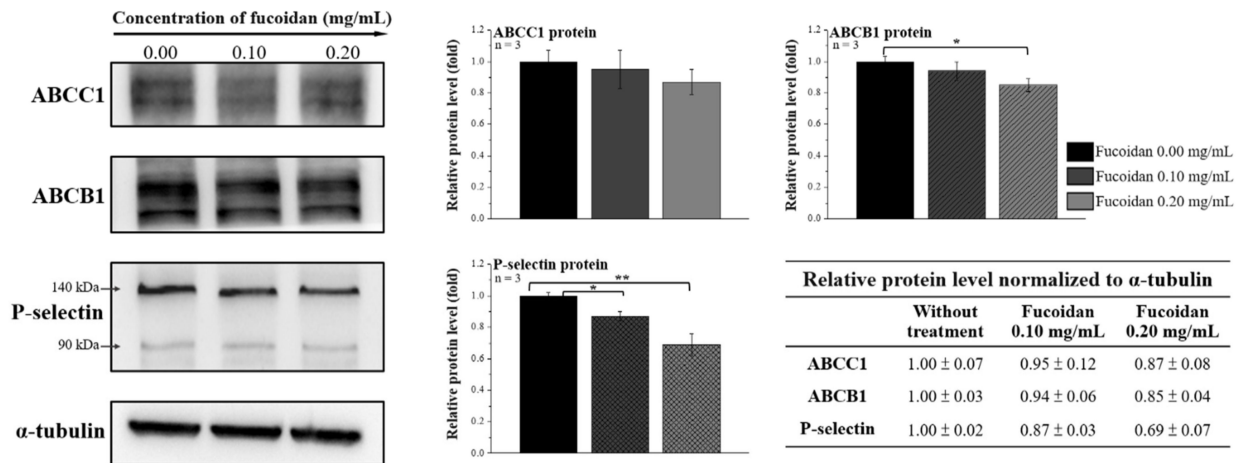 Concentration of fucoidan (mg/mL)
0.00 0.10 0.20
ABCC1
ABCB1
140 kDa
P-selectin
90 kDa
α-tubulin
ABCC1 protein
n = 3
Relative protein level (fold)
1.2
1.0
0.8
0.6
0.4
0.2
0.0
ABCB1 protein
n = 3
*
Relative protein level (fold)
1.2
1.0
0.8
0.6
0.4
0.2
0.0
Fucoidan 0.00 mg/mL
Fucoidan 0.10 mg/mL
Fucoidan 0.20 mg/mL
P-selectin protein
n = 3
**
*
Relative protein level (fold)
1.2
1.0
0.8
0.6
0.4
0.2
0.0
Relative protein level normalized to α-tubulin
Without treatment Fucoidan 0.10 mg/mL Fucoidan 0.20 mg/mL
ABCC1 1.00 ± 0.07 0.95 ± 0.12 0.87 ± 0.08
ABCB1 1.00 ± 0.03 0.94 ± 0.06 0.85 ± 0.04
P-selectin 1.00 ± 0.02 0.87 ± 0.03 0.69 ± 0.07